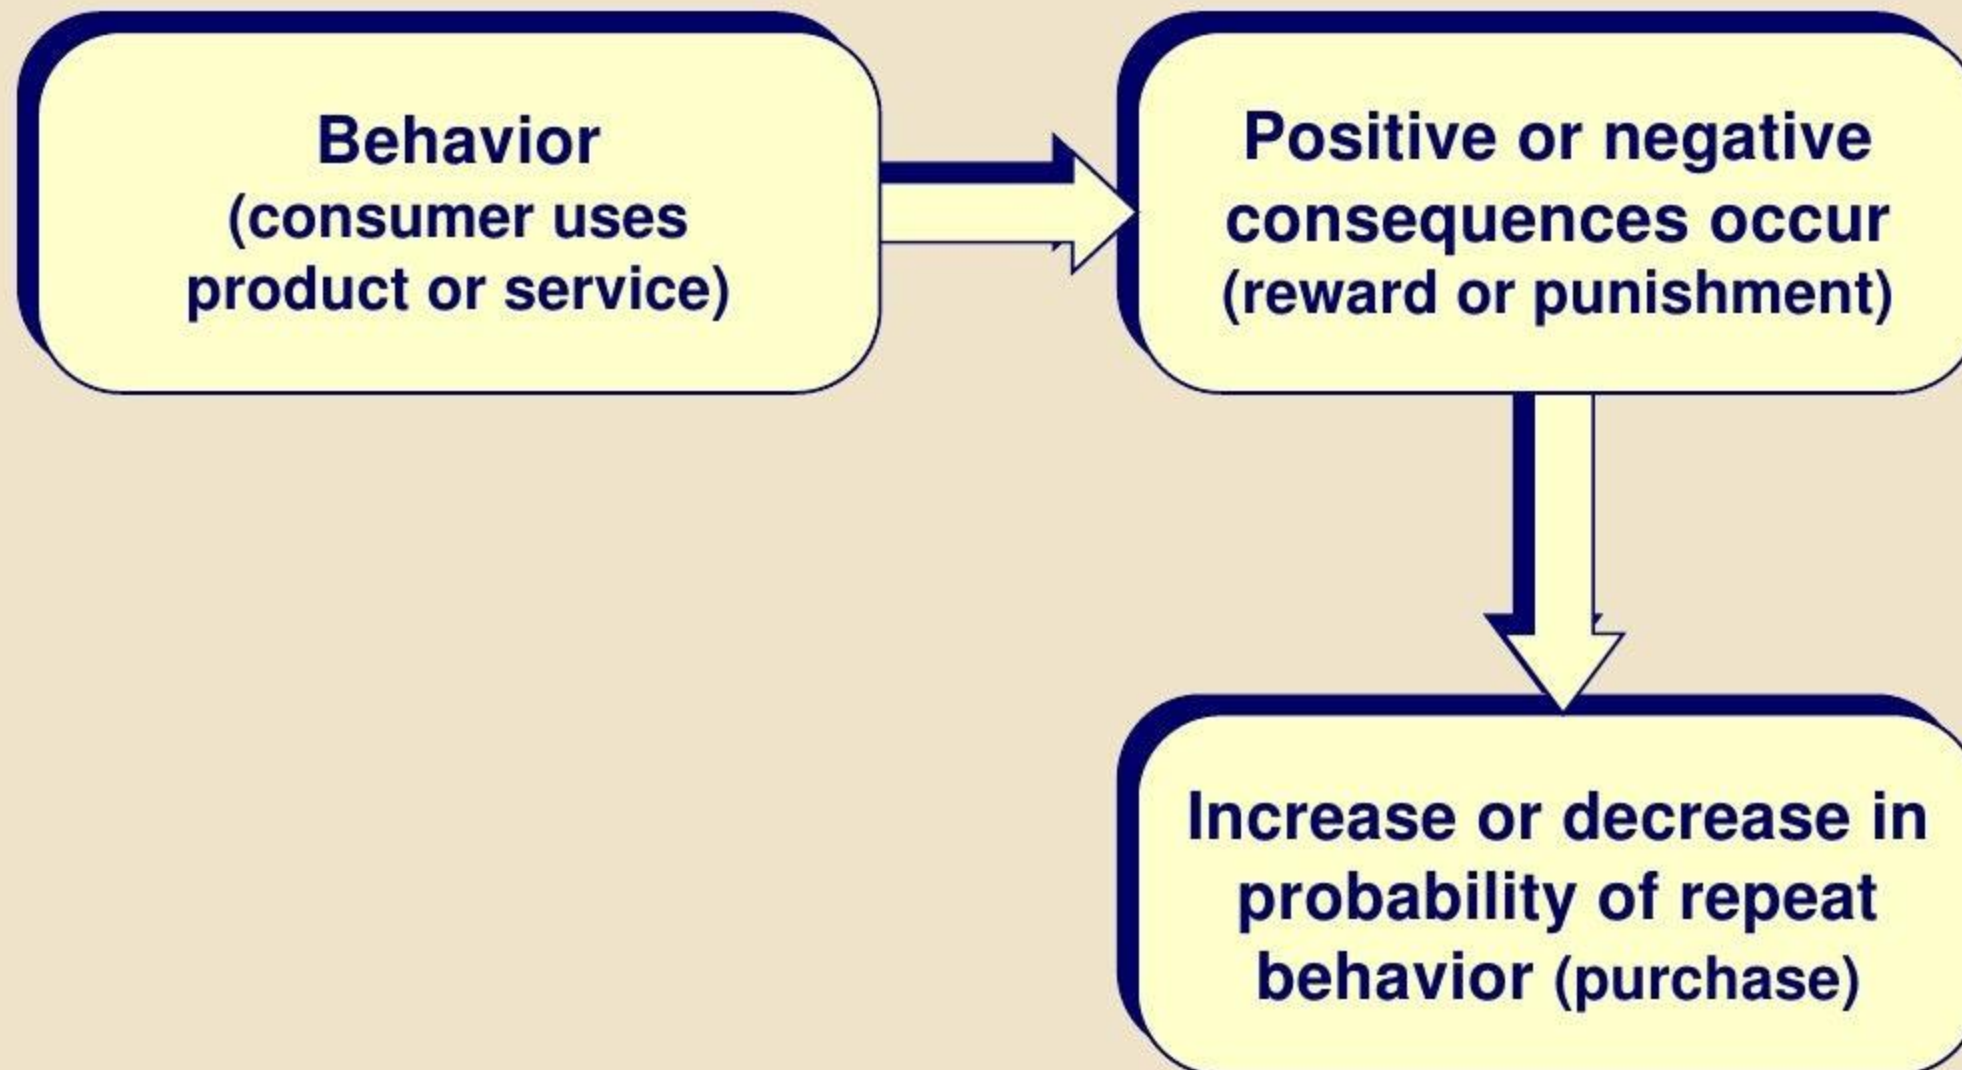 Behavior
(consumer uses
product or service)
Positive or negative
consequences occur
(reward or punishment)
Increase or decrease in
probability of repeat
behavior (purchase)